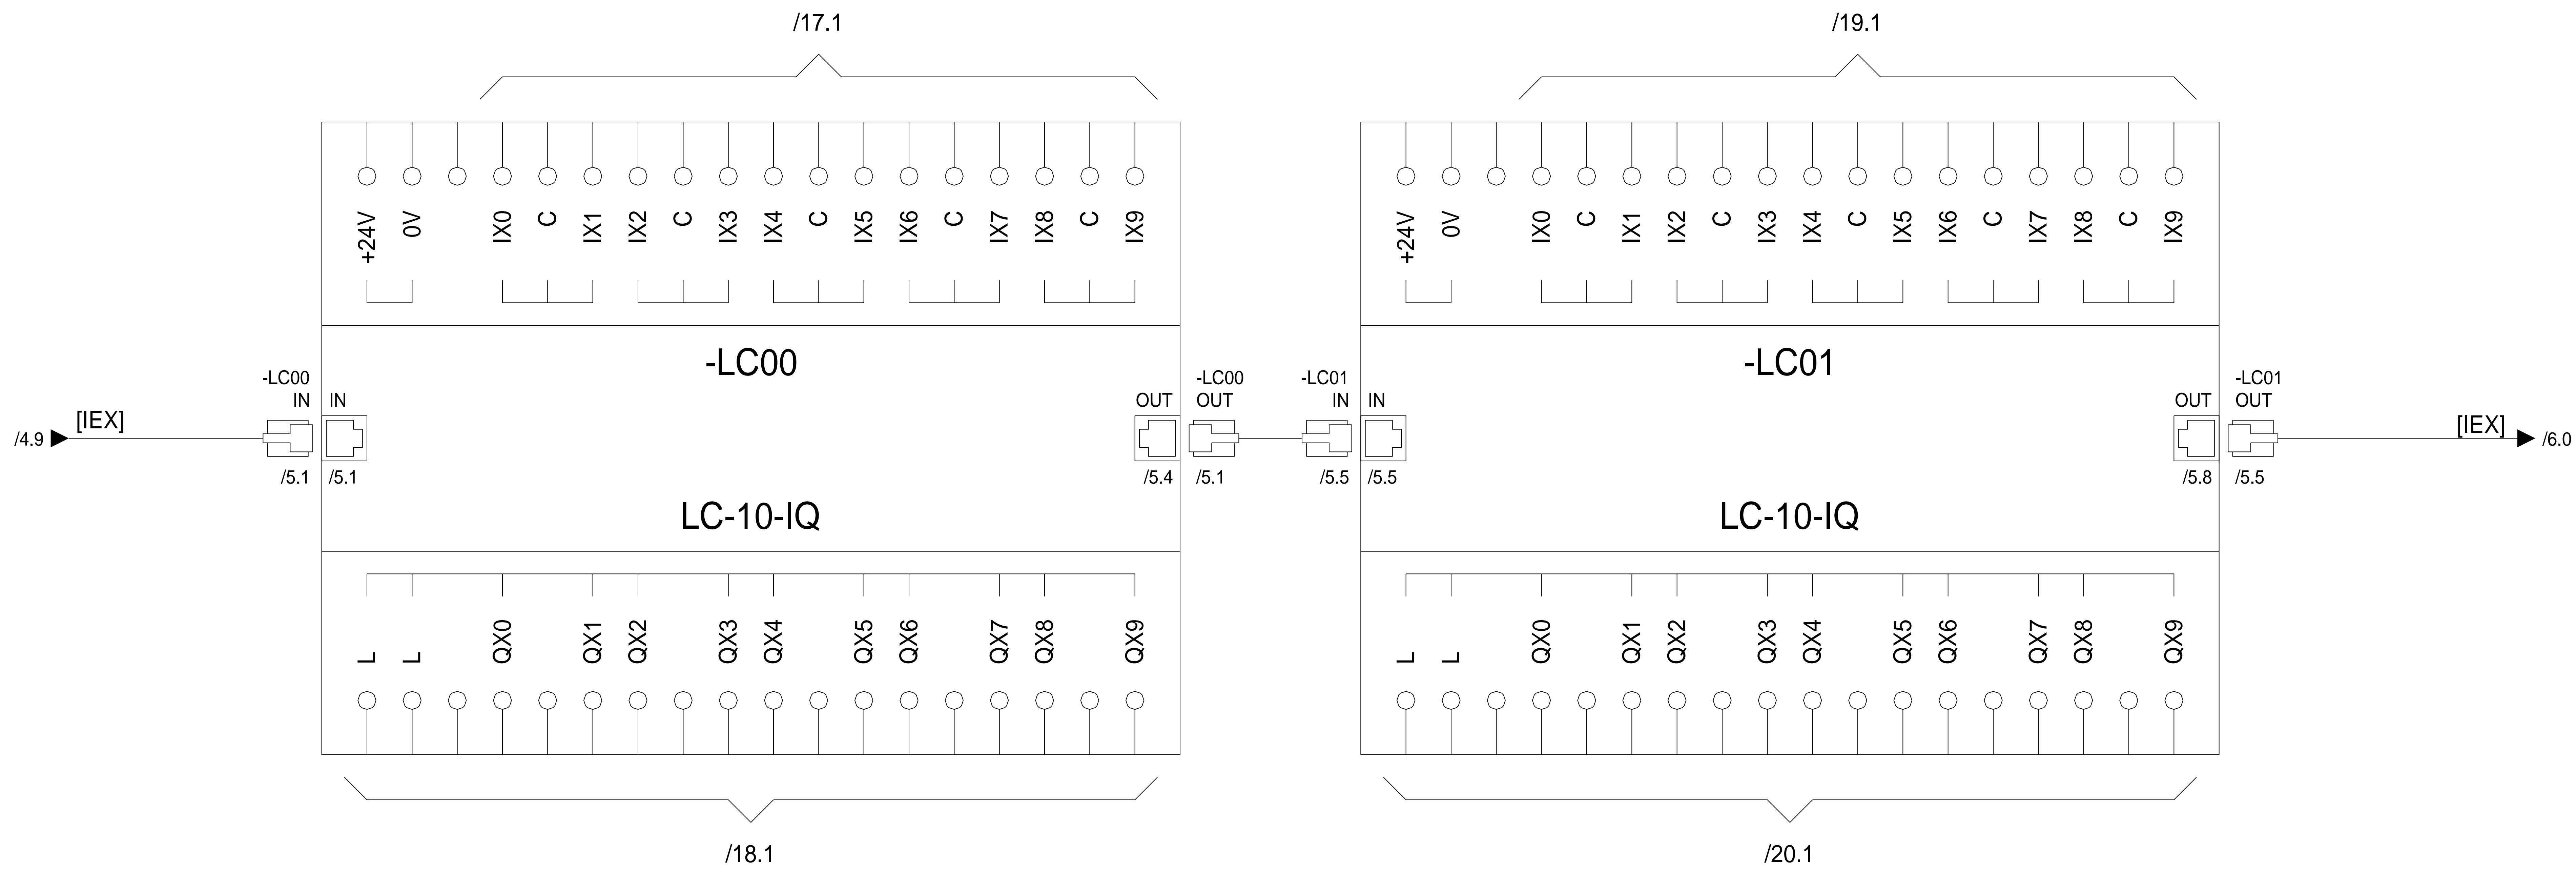 /17.1
/19.1
+24V 0V IX0 C IX1 IX2 C IX3 IX4 C IX5 IX6 C IX7 IX8 C IX9
+24V 0V IX0 C IX1 IX2 C IX3 IX4 C IX5 IX6 C IX7 IX8 C IX9
-LC00
-LC01
-LC00
IN
IN
OUT
-LC00
OUT
-LC01
IN
IN
OUT
-LC01
OUT
/4.9
[IEX]
[IEX]
/6.0
/5.1
/5.1
/5.4
/5.1
/5.5
/5.5
/5.8
/5.5
LC-10-IQ
LC-10-IQ
L L QX0 QX1 QX2 QX3 QX4 QX5 QX6 QX7 QX8 QX9
L L QX0 QX1 QX2 QX3 QX4 QX5 QX6 QX7 QX8 QX9
/18.1
/20.1